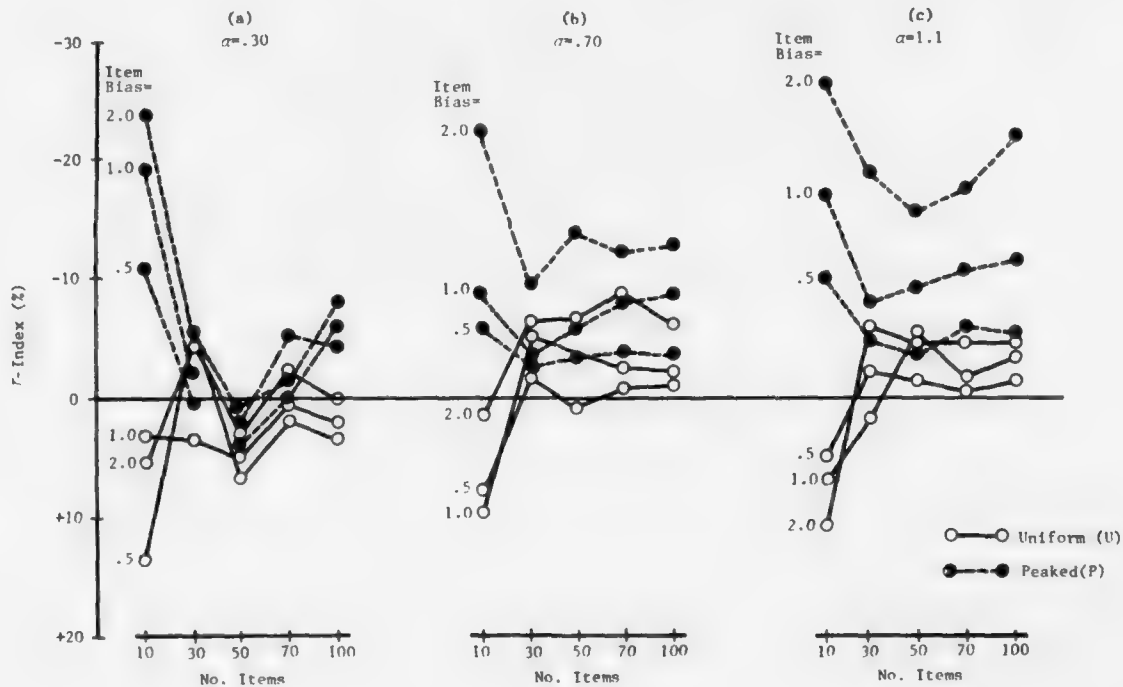 (a)
α=.30
(b)
α=.70
(c)
α=1.1
-30
-20
-10
0
+10
+20
r-Index (%)
Item
Bias=
2.0
1.0
.5
1.0
2.0
.5
10 30 50 70 100
No. Items
Item
Bias=
2.0
1.0
.5
2.0
.5
1.0
10 30 50 70 100
No. Items
Item
Bias=
2.0
1.0
.5
.5
1.0
2.0
10 30 50 70 100
No. Items
Uniform (U)
Peaked(P)